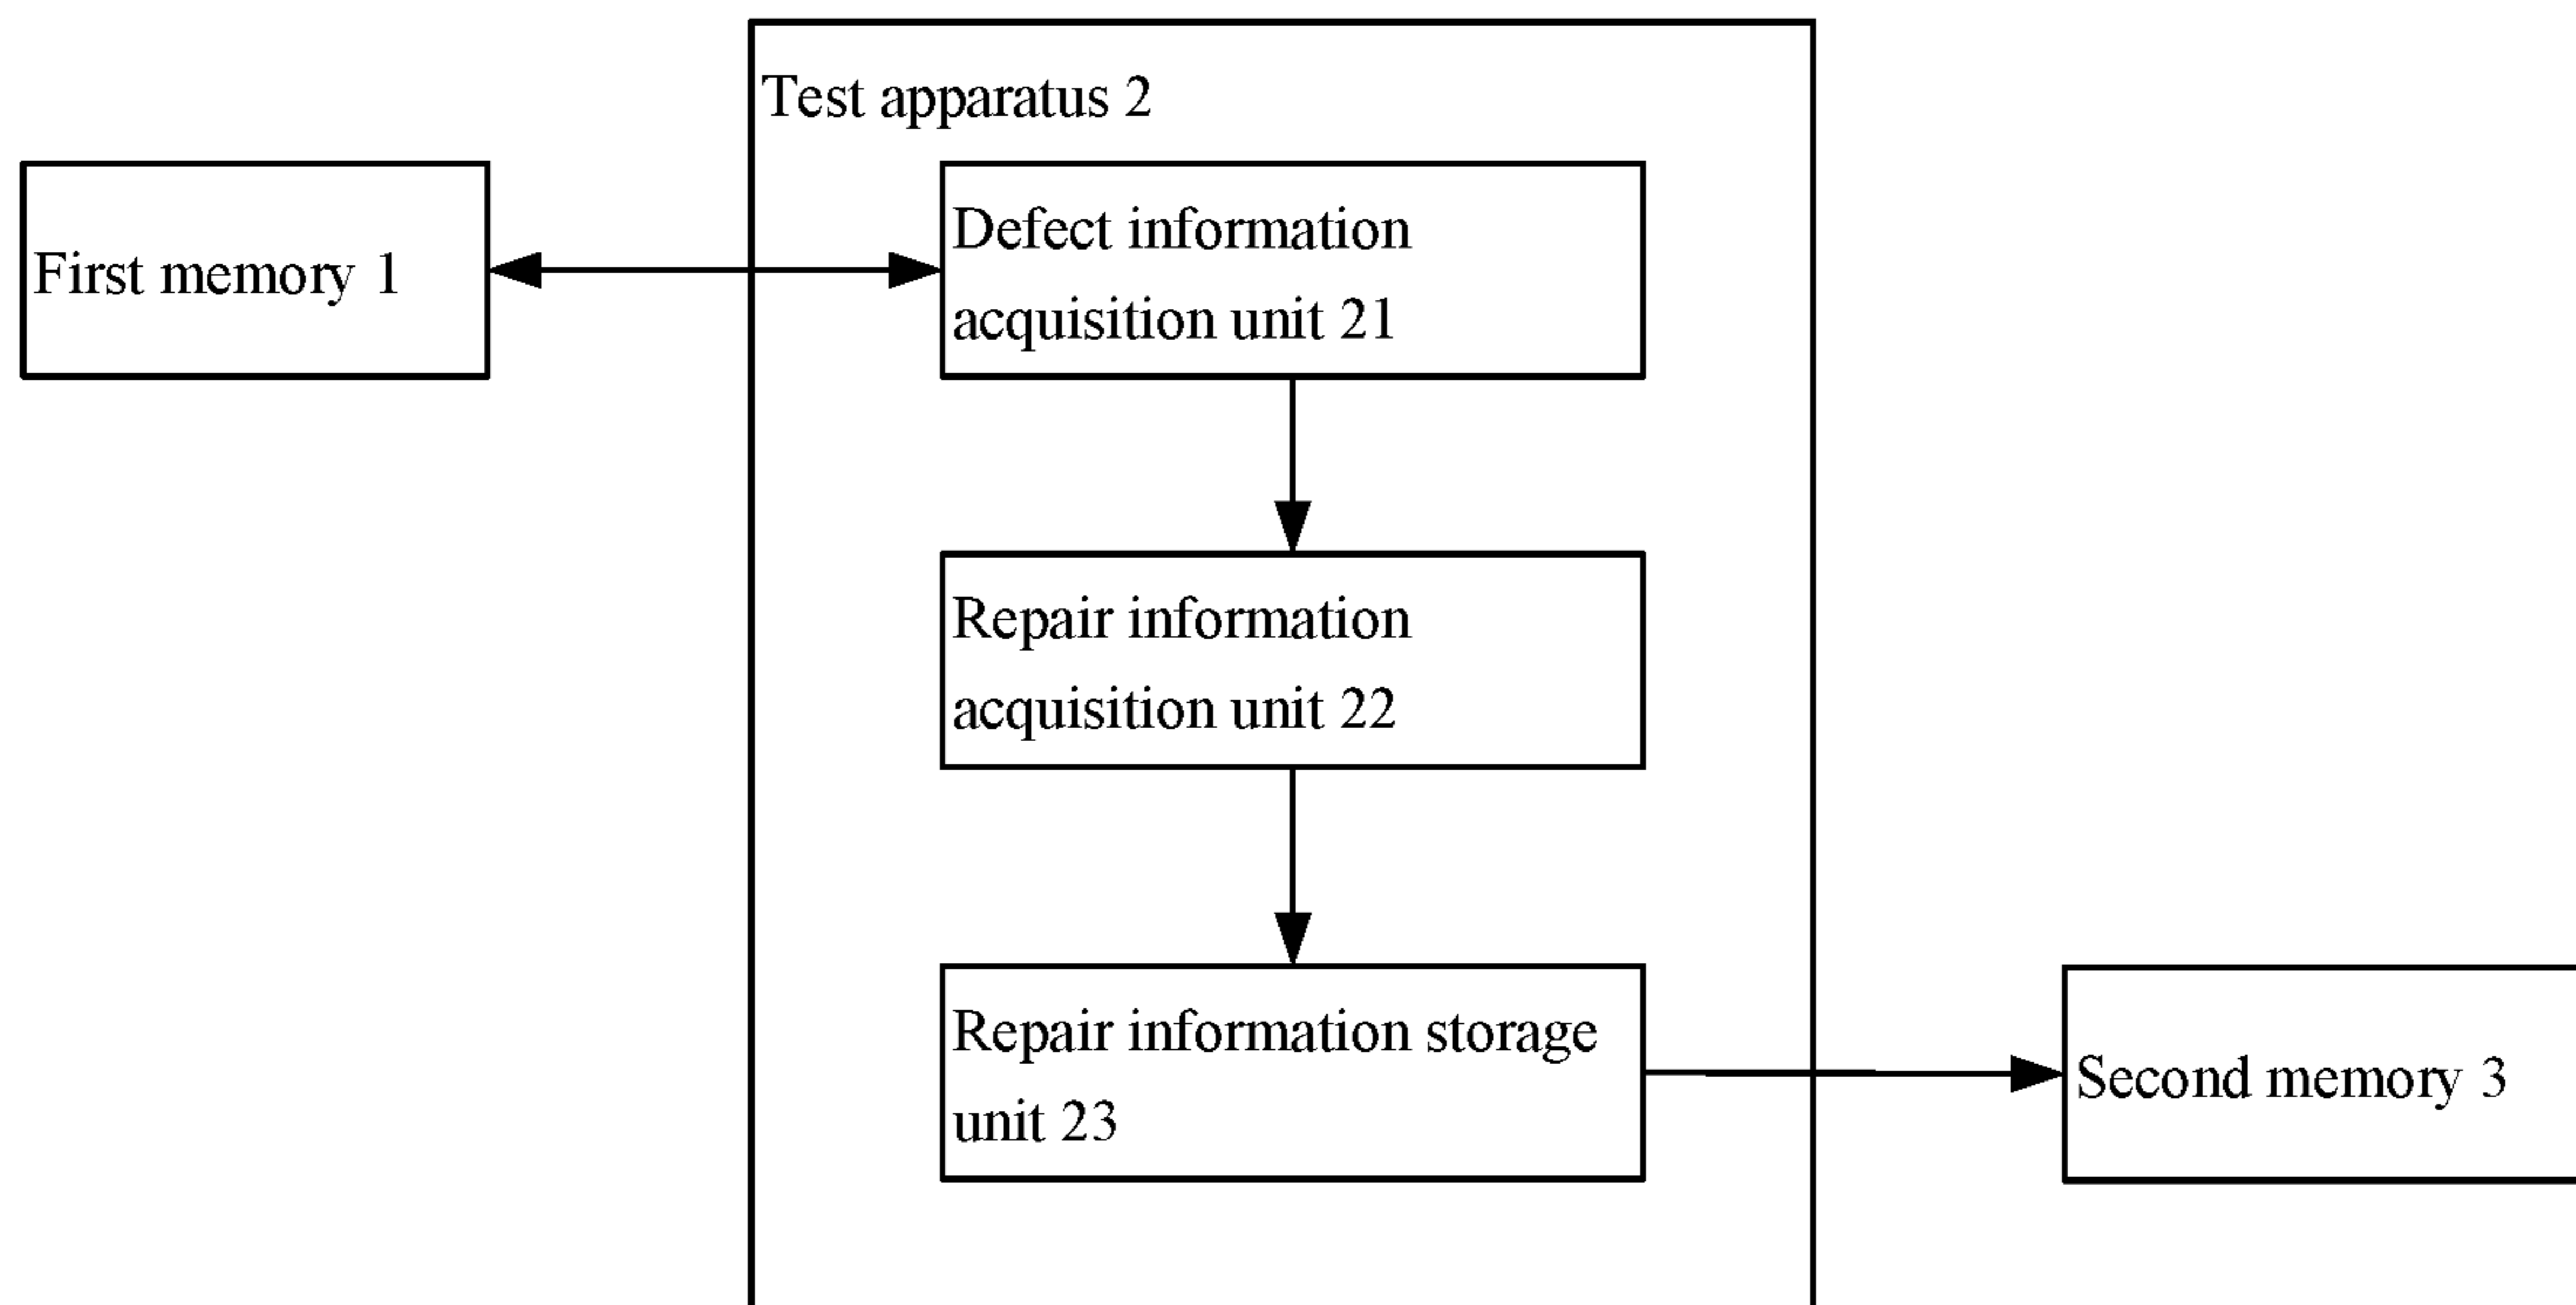 Test apparatus 2
First memory 1
Defect information
acquisition unit 21
Repair information
acquisition unit 22
Repair information storage
unit 23
Second memory 3